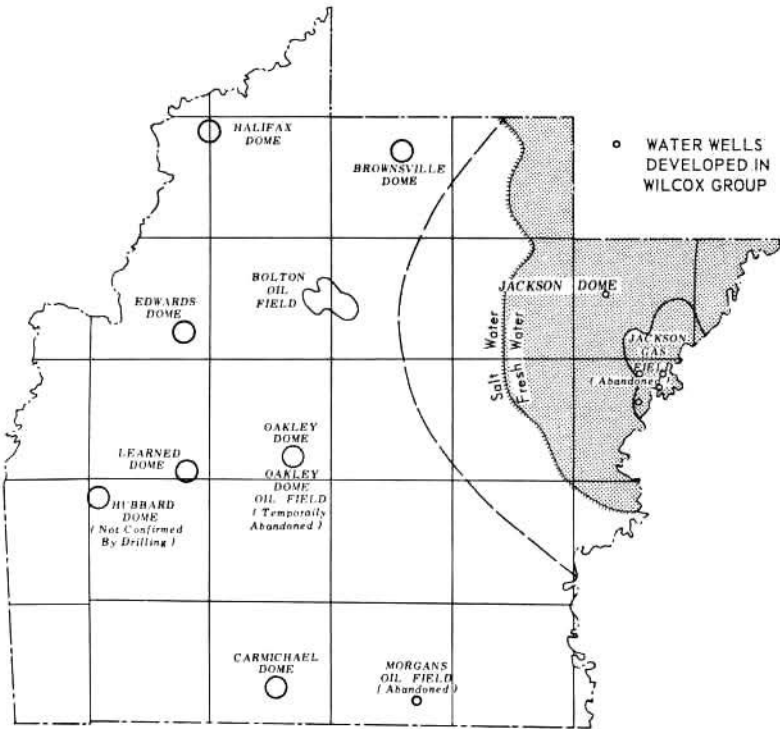 HALIFAX
DOME
BROWNSVILLE
DOME
WATER WELLS
DEVELOPED IN
WILCOX GROUP
BOLTON
OIL
FIELD
JACKSON DOME
EDWARDS
DOME
Salt Water
Fresh Water
JACKSON
GAS
FIELD
( Abandoned )
OAKLEY
DOME
LEARNED
DOME
OAKLEY
DOME
OIL FIELD
( Temporaily
Abandoned )
HUBBARD
DOME
( Not Confirmed
By Drilling )
CARMICHAEL
DOME
MORGANS
OIL FIELD
( Abandoned )